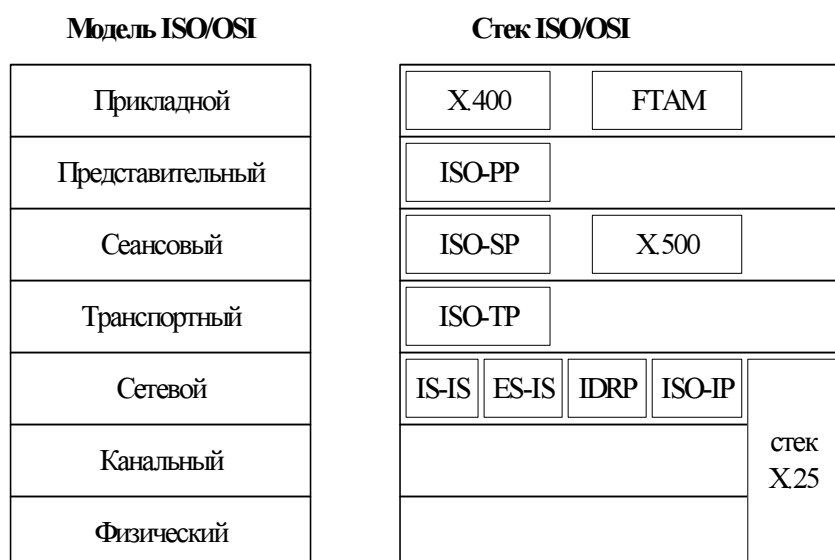 Модель ISO/OSI
Стек ISO/OSI
Прикладной
X.400
FTAM
Представительный
ISO-PP
Сеансовый
ISO-SP
X.500
Транспортный
ISO-TP
Сетевой
IS-IS
ES-IS
IDRP
ISO-IP
Канальный
стек
X.25
Физический